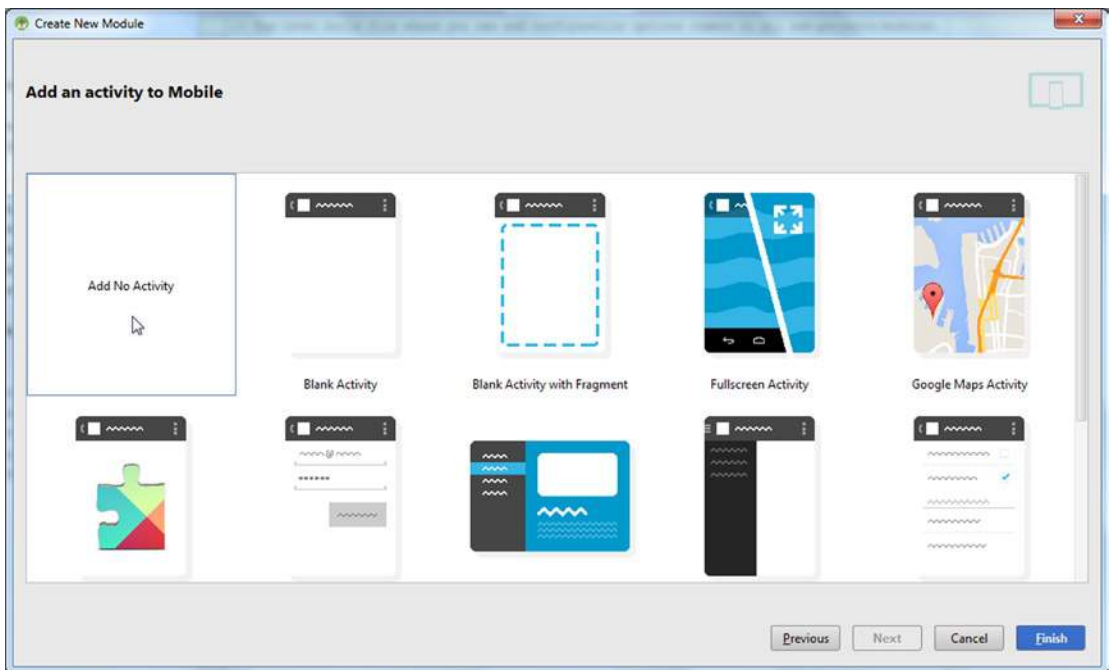 Create New Module
Add an activity to Mobile
Add No Activity
Blank Activity
Blank Activity with Fragment
Fullscreen Activity
Google Maps Activity
Previous
Next
Cancel
Finish